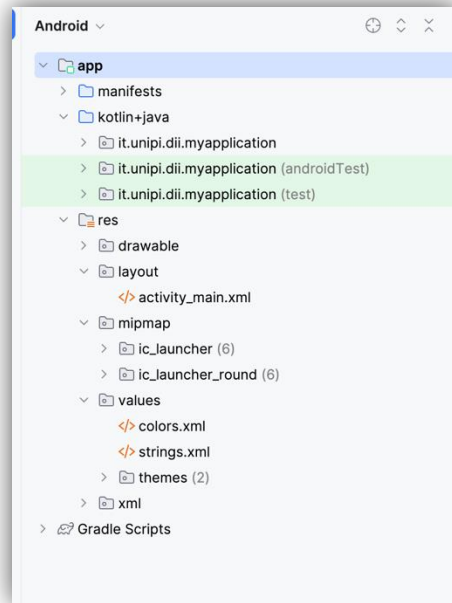 Android
app
manifests
kotlin+java
it.unipi.dii.myapplication
it.unipi.dii.myapplication (androidTest)
it.unipi.dii.myapplication (test)
res
drawable
layout
</> activity_main.xml
mipmap
ic_launcher (6)
ic_launcher_round (6)
values
</> colors.xml
</> strings.xml
themes (2)
xml
Gradle Scripts